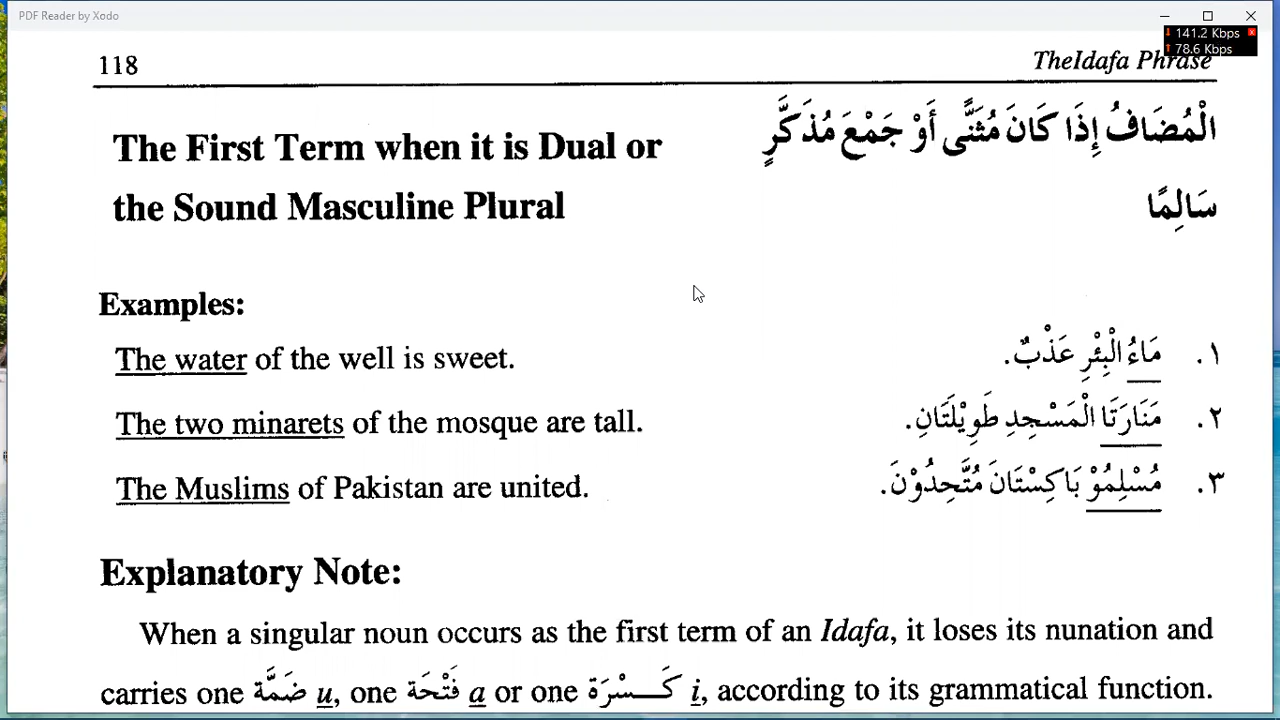 PDF Reader by Xodo
141.2 Kbps
78.6 Kbps
118 TheIdafa Phrase
The First Term when it is Dual or الْمُضَافُ إِذَا كَانَ مُثَنًّى أَوْ جَمْعَ مُذَكَّرٍ
the Sound Masculine Plural سَالِمًا
Examples:
The water of the well is sweet. ١. مَاءُ الْبِئْرِ عَذْبٌ.
The two minarets of the mosque are tall. ٢. مَنَارَتَا الْمَسْجِدِ طَوِيْلَتَانِ.
The Muslims of Pakistan are united. ٣. مُسْلِمُوْ بَاكِسْتَانَ مُتَّحِدُوْنَ.
Explanatory Note:
When a singular noun occurs as the first term of an Idafa, it loses its nunation and
carries one ضَمَّة u, one فَتْحَة a or one كَـسْرَة i, according to its grammatical function.